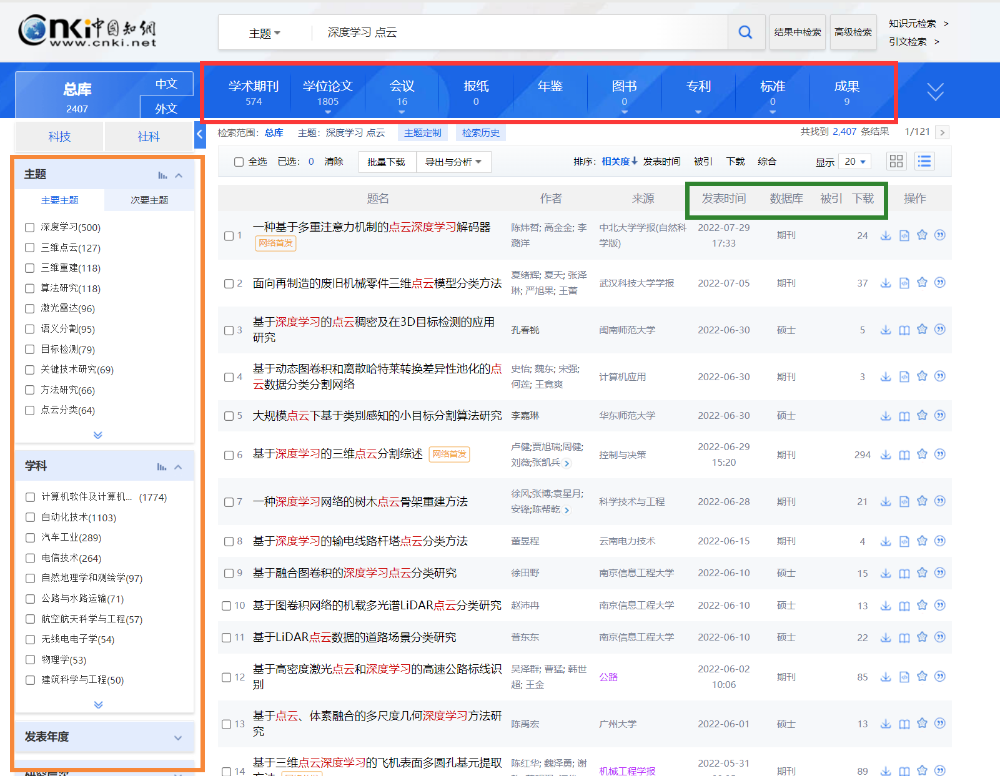 cnki中国知網
www.cnki.net
主题
深度学习 点云
结果中检索
高级检索
知识元检索 >
引文检索 >
总库
2407
中文
外文
学术期刊
574
学位论文
1805
会议
16
报纸
0
年鉴
图书
0
专利
标准
0
成果
9
科技
社科
检索范围：总库 主题：深度学习 点云 主题定制 检索历史
共找到 2,407 条结果 1/121 >
全选 已选：0 清除 批量下载 导出与分析
排序：相关度 发表时间 被引 下载 综合 显示 20
主题
主要主题 次要主题
深度学习(500)
三维点云(127)
三维重建(118)
算法研究(118)
激光雷达(96)
语义分割(95)
目标检测(79)
关键技术研究(69)
方法研究(66)
点云分类(64)
学科
计算机软件及计算机... (1774)
自动化技术(1103)
汽车工业(289)
电信技术(264)
自然地理学和测绘学(97)
公路与水路运输(71)
航空航天科学与工程(57)
无线电电子学(54)
物理学(53)
建筑科学与工程(50)
发表年度
研究层次
题名 作者 来源 发表时间 数据库 被引 下载 操作
1 一种基于多重注意力机制的点云深度学习解码器
网络首发
陈炜哲; 高金金; 李
潞洋
中北大学学报(自然科
学版)
2022-07-29
17:33
期刊 24
2 面向再制造的废旧机械零件三维点云模型分类方法
夏绪辉; 夏天; 张泽
琳; 严旭果; 王蕾
武汉科技大学学报 2022-07-05 期刊 37
3 基于深度学习的点云稠密及在3D目标检测的应用
研究
孔春锐 闽南师范大学 2022-06-30 硕士 5
4 基于动态图卷积和离散哈特莱转换差异性池化的点
云数据分类分割网络
史怡; 魏东; 宋强;
何莲; 王竟爽
计算机应用 2022-06-30 期刊 3
5 大规模点云下基于类别感知的小目标分割算法研究 李嘉琳 华东师范大学 2022-06-30 硕士
6 基于深度学习的三维点云分割综述 网络首发
卢健;贾旭瑞;周健;
刘薇;张凯兵
控制与决策
2022-06-29
15:20
期刊 294
7 一种深度学习网络的树木点云骨架重建方法
徐风;张博;袁星月;
安锋;陈帮乾
科学技术与工程 2022-06-28 期刊 21
8 基于深度学习的输电线路杆塔点云分类方法 董昱程 云南电力技术 2022-06-15 期刊 4
9 基于融合图卷积的深度学习点云分类研究 徐田野 南京信息工程大学 2022-06-10 硕士 15
10 基于图卷积网络的机载多光谱LiDAR点云分类研究 赵沛冉 南京信息工程大学 2022-06-10 硕士 13
11 基于LiDAR点云数据的道路场景分类研究 普东东 南京信息工程大学 2022-06-10 硕士 22
12 基于高密度激光点云和深度学习的高速公路标线识
别
吴泽群; 曹猛; 韩世
超; 王金
公路
2022-06-02
10:06
期刊 85
13 基于点云、体素融合的多尺度几何深度学习方法研
究
陈禹宏 广州大学 2022-06-01 硕士 13
14 基于三维点云深度学习的飞机表面多圆孔基元提取
陈红华; 魏泽勇; 谢
机械工程学报
2022-05-31
期刊 89